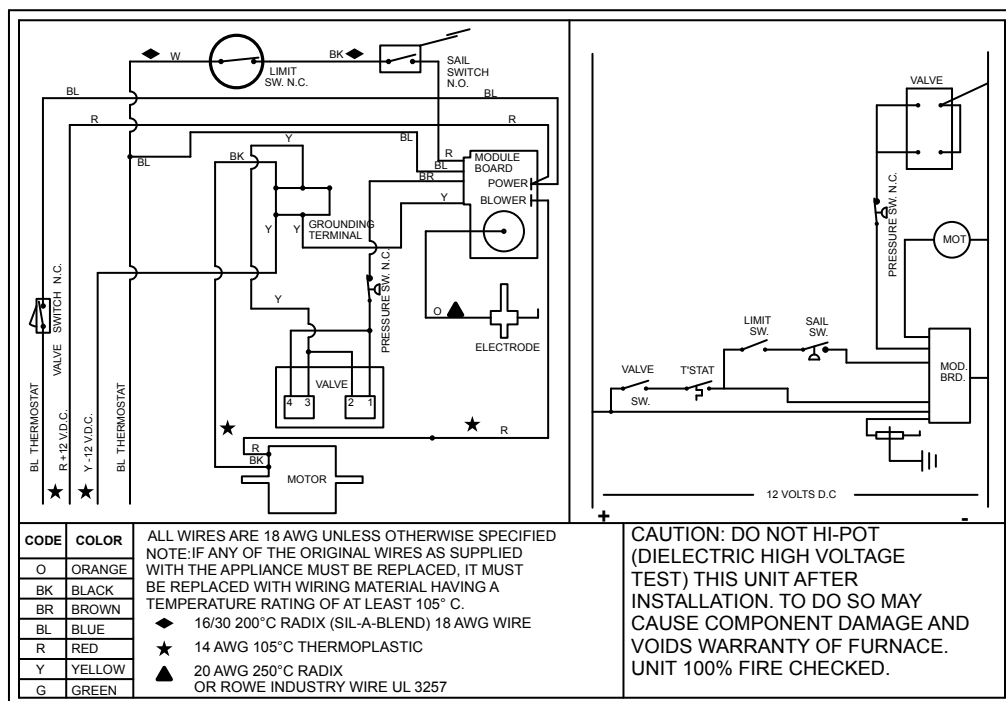 W
LIMIT
SW. N.C.
BK
SAIL
SWITCH
N.O.
BL
BL
R
R
BL
BL
Y
BK
R
BL
BR
Y
MODULE
BOARD
POWER
BLOWER
GROUNDING
TERMINAL
Y
Y
Y
PRESSURE SW. N.C.
O
ELECTRODE
VALVE
4 3 2 1
R
R
BK
MOTOR
BL THERMOSTAT
VALVE SWITCH N.C.
R +12 V.D.C.
Y -12 V.D.C.
BL THERMOSTAT
VALVE
PRESSURE SW. N.C.
MOT
LIMIT
SW.
SAIL
SW.
VALVE
SW.
T'STAT
MOD.
BRD.
12 VOLTS D.C
+ -
CODE COLOR
O ORANGE
BK BLACK
BR BROWN
BL BLUE
R RED
Y YELLOW
G GREEN
ALL WIRES ARE 18 AWG UNLESS OTHERWISE SPECIFIED
NOTE:IF ANY OF THE ORIGINAL WIRES AS SUPPLIED
WITH THE APPLIANCE MUST BE REPLACED, IT MUST
BE REPLACED WITH WIRING MATERIAL HAVING A
TEMPERATURE RATING OF AT LEAST 105° C.
16/30 200°C RADIX (SIL-A-BLEND) 18 AWG WIRE
14 AWG 105°C THERMOPLASTIC
20 AWG 250°C RADIX
OR ROWE INDUSTRY WIRE UL 3257
CAUTION: DO NOT HI-POT
(DIELECTRIC HIGH VOLTAGE
TEST) THIS UNIT AFTER
INSTALLATION. TO DO SO MAY
CAUSE COMPONENT DAMAGE AND
VOIDS WARRANTY OF FURNACE.
UNIT 100% FIRE CHECKED.